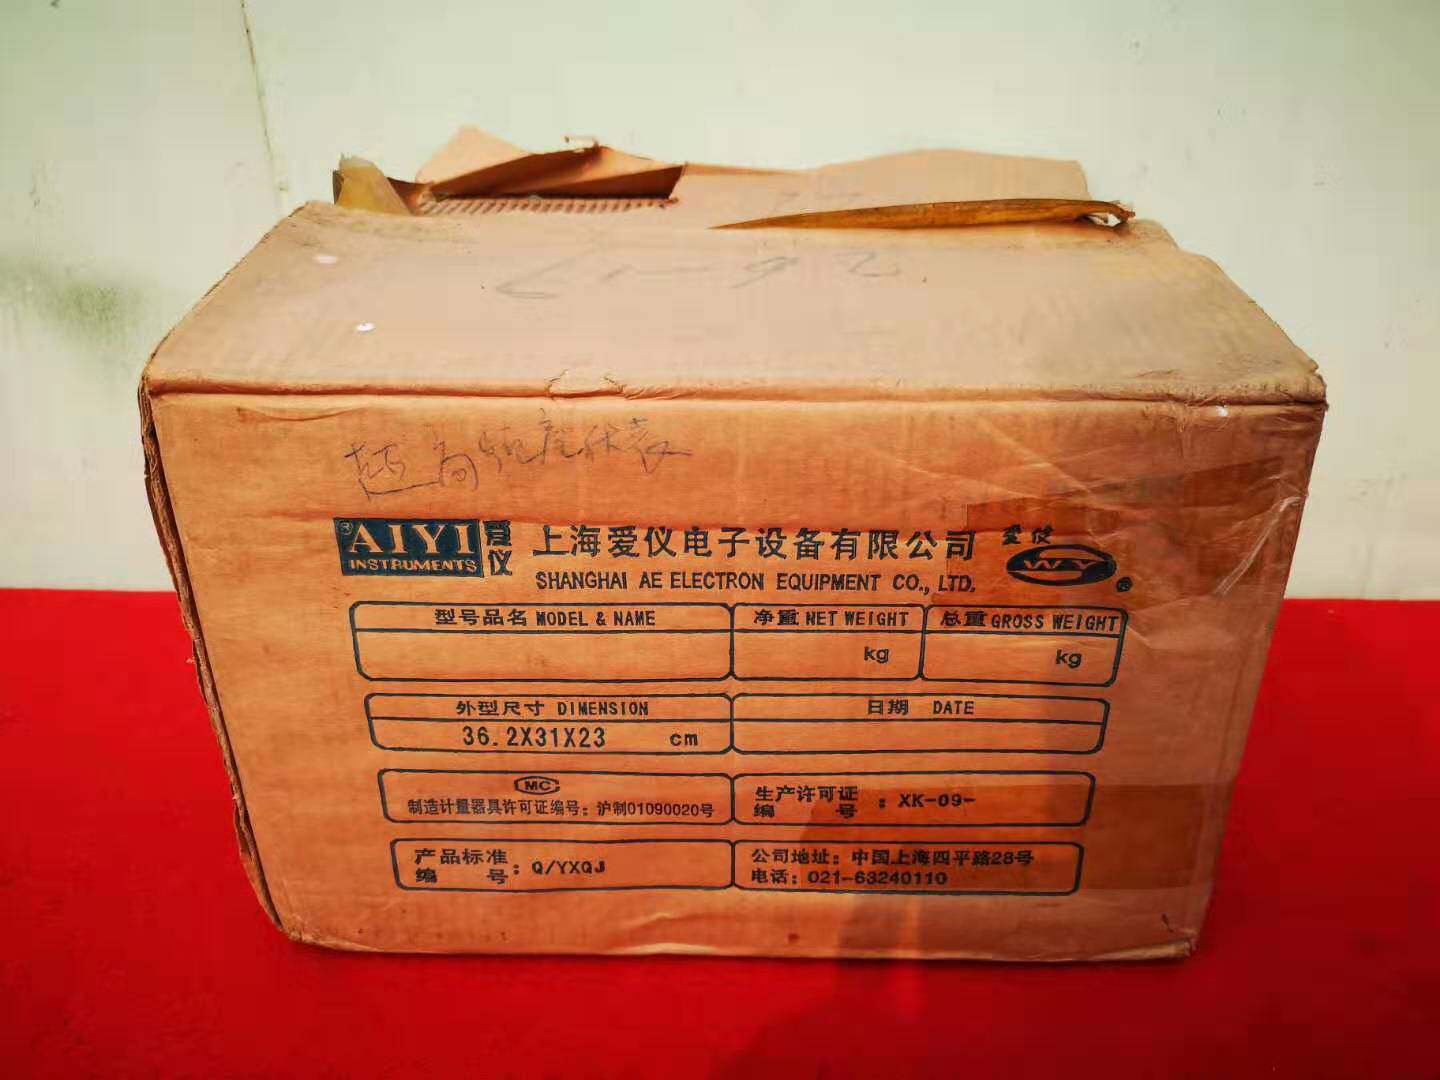 超高频毫伏表
AIYI
INSTRUMENTS
爱仪
上海爱仪电子设备有限公司
SHANGHAI AE ELECTRON EQUIPMENT CO., LTD.
爱仪
WY
®
型号品名 MODEL & NAME
净重 NET WEIGHT
总重 GROSS WEIGHT
kg
kg
外型尺寸 DIMENSION
日期 DATE
36.2X31X23 cm
MC
制造计量器具许可证编号：沪制01090020号
生产许可证
编 号：XK-09-
产品标准
编 号：Q/YXQJ
公司地址：中国上海四平路28号
电话：021-63240110